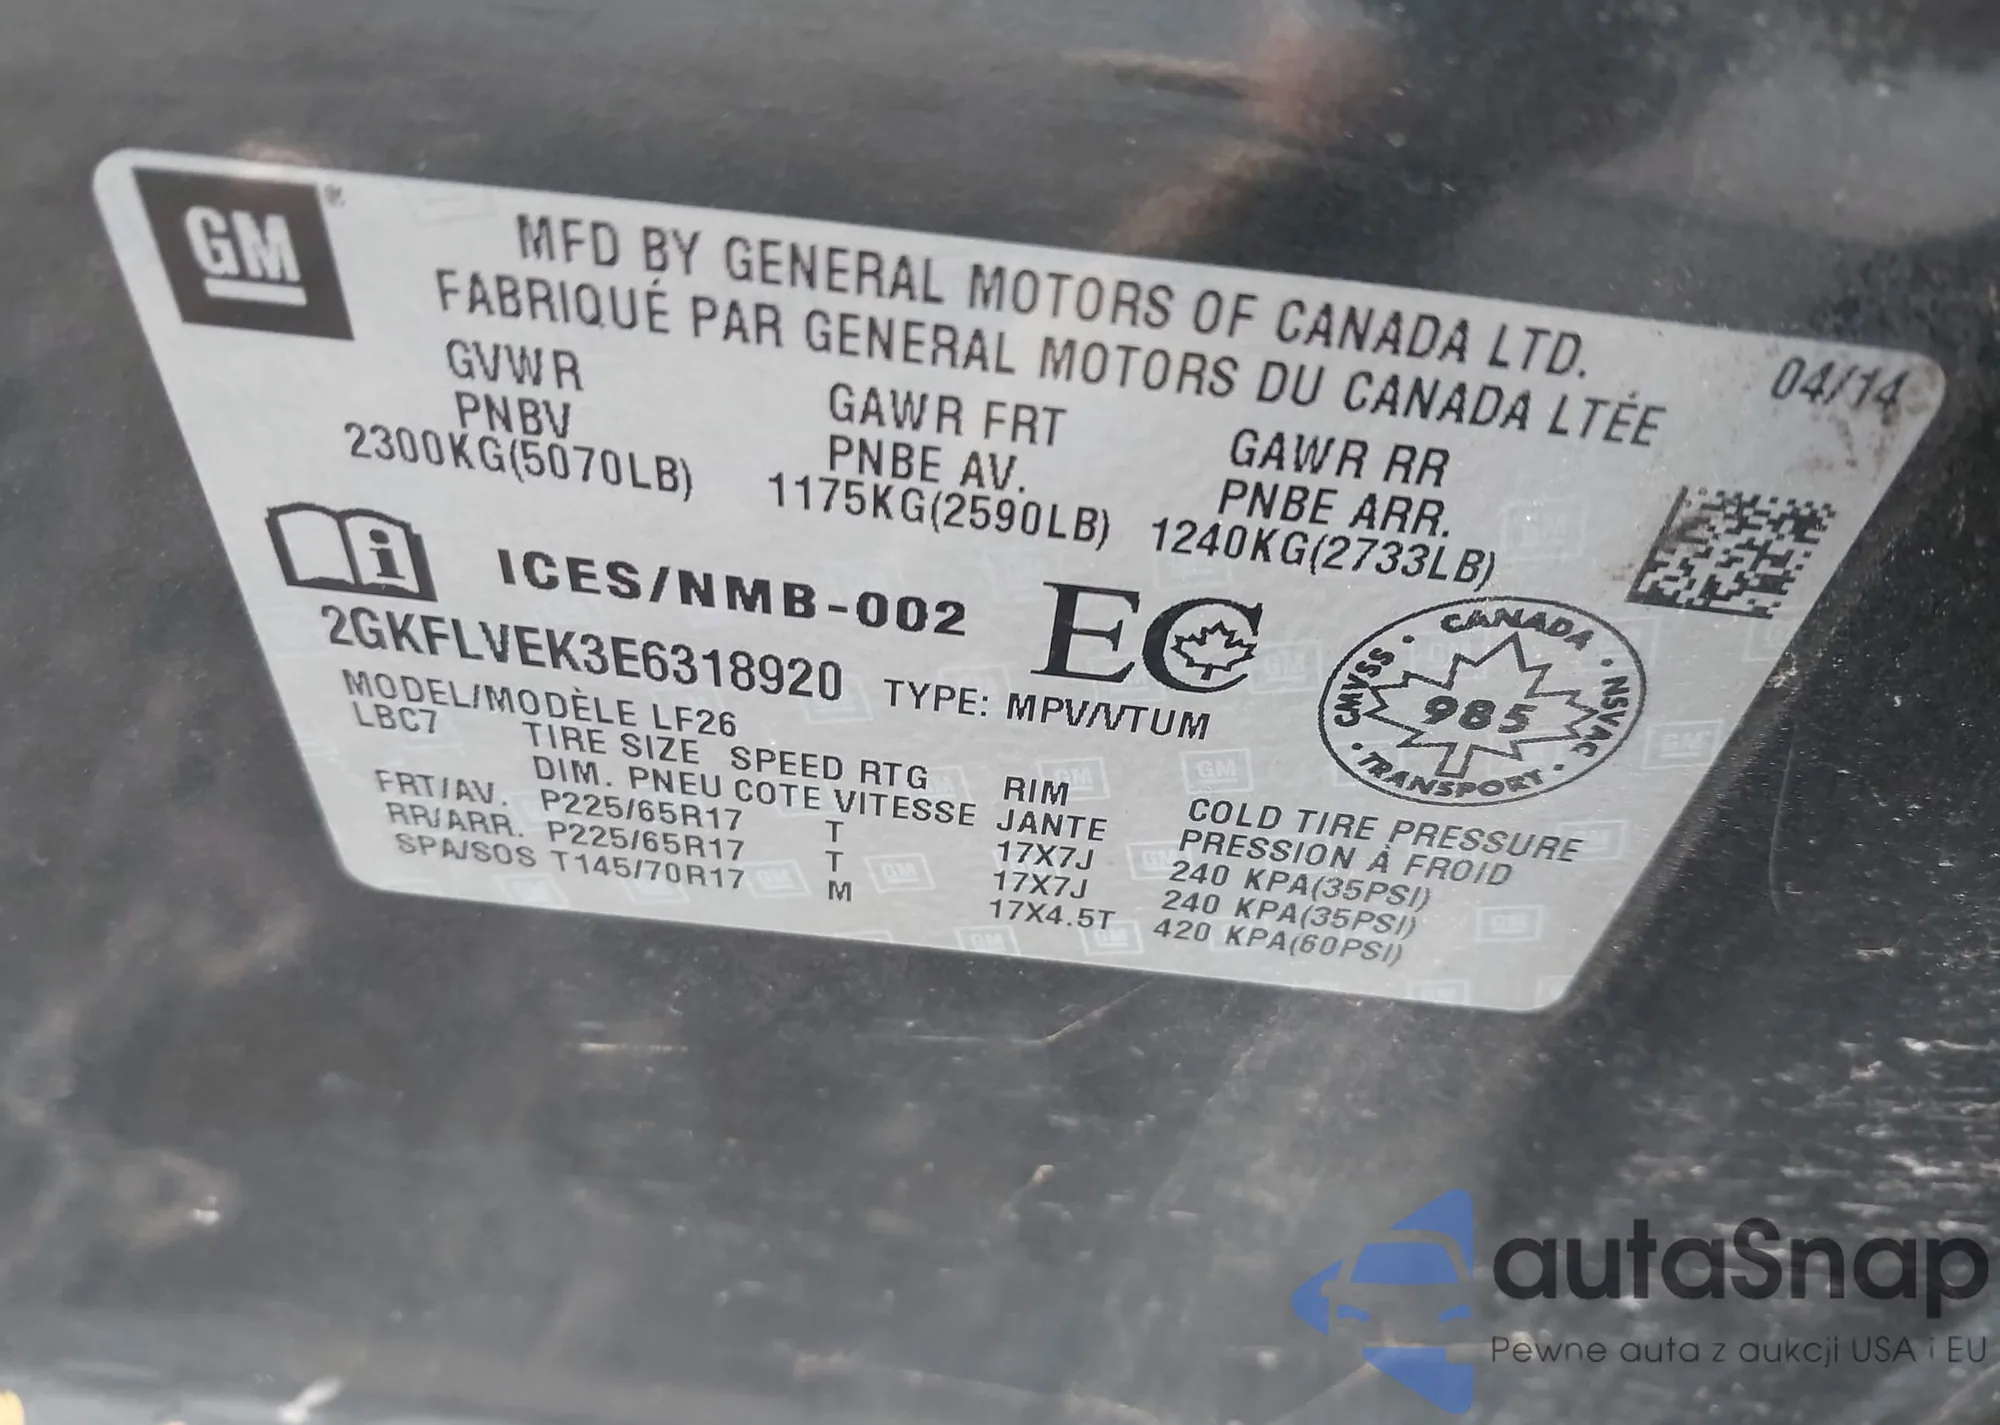 GM®
MFD BY GENERAL MOTORS OF CANADA LTD.
FABRIQUÉ PAR GENERAL MOTORS DU CANADA LTÉE
04/14
GVWR
PNBV
2300KG(5070LB)
GAWR FRT
PNBE AV.
1175KG(2590LB)
GAWR RR
PNBE ARR.
1240KG(2733LB)
ICES/NMB-002
EC
2GKFLVEK3E6318920
TYPE: MPV/VTUM
CANADA · NSVAC · TRANSPORT · CMVSS ·
985
MODEL/MODÈLE LF26
LBC7
TIRE SIZE SPEED RTG RIM COLD TIRE PRESSURE
DIM. PNEU COTE VITESSE JANTE PRESSION À FROID
FRT/AV. P225/65R17 T 17X7J 240 KPA(35PSI)
RR/ARR. P225/65R17 T 17X7J 240 KPA(35PSI)
SPA/SOS T145/70R17 M 17X4.5T 420 KPA(60PSI)
autaSnap
Pewne auta z aukcji USA i EU